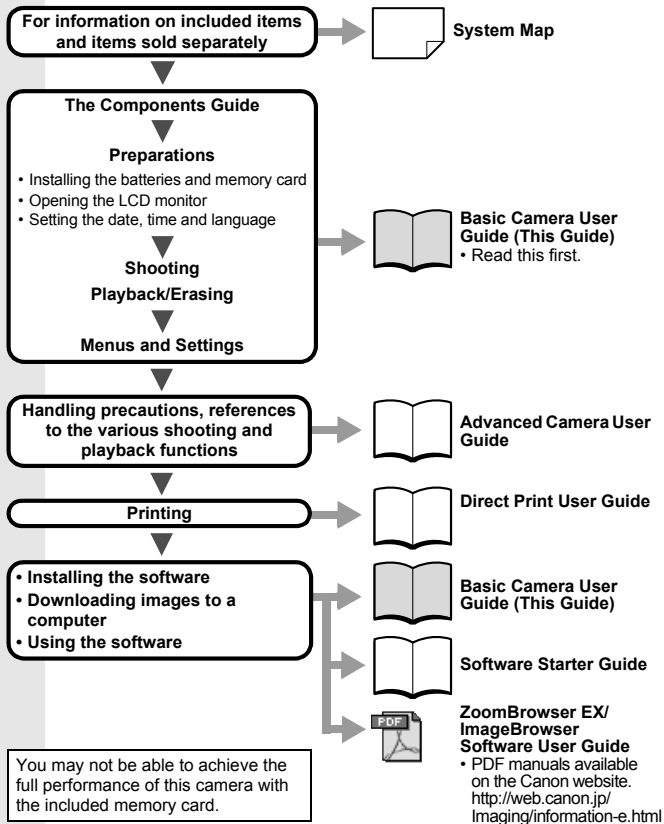 For information on included items
and items sold separately
System Map
The Components Guide
Preparations
• Installing the batteries and memory card
• Opening the LCD monitor
• Setting the date, time and language
Shooting
Playback/Erasing
Menus and Settings
Basic Camera User
Guide (This Guide)
• Read this first.
Handling precautions, references
to the various shooting and
playback functions
Advanced Camera User
Guide
Printing
Direct Print User Guide
• Installing the software
• Downloading images to a
computer
• Using the software
Basic Camera User
Guide (This Guide)
Software Starter Guide
PDF
ZoomBrowser EX/
ImageBrowser
Software User Guide
• PDF manuals available
on the Canon website.
http://web.canon.jp/
Imaging/information-e.html
You may not be able to achieve the
full performance of this camera with
the included memory card.